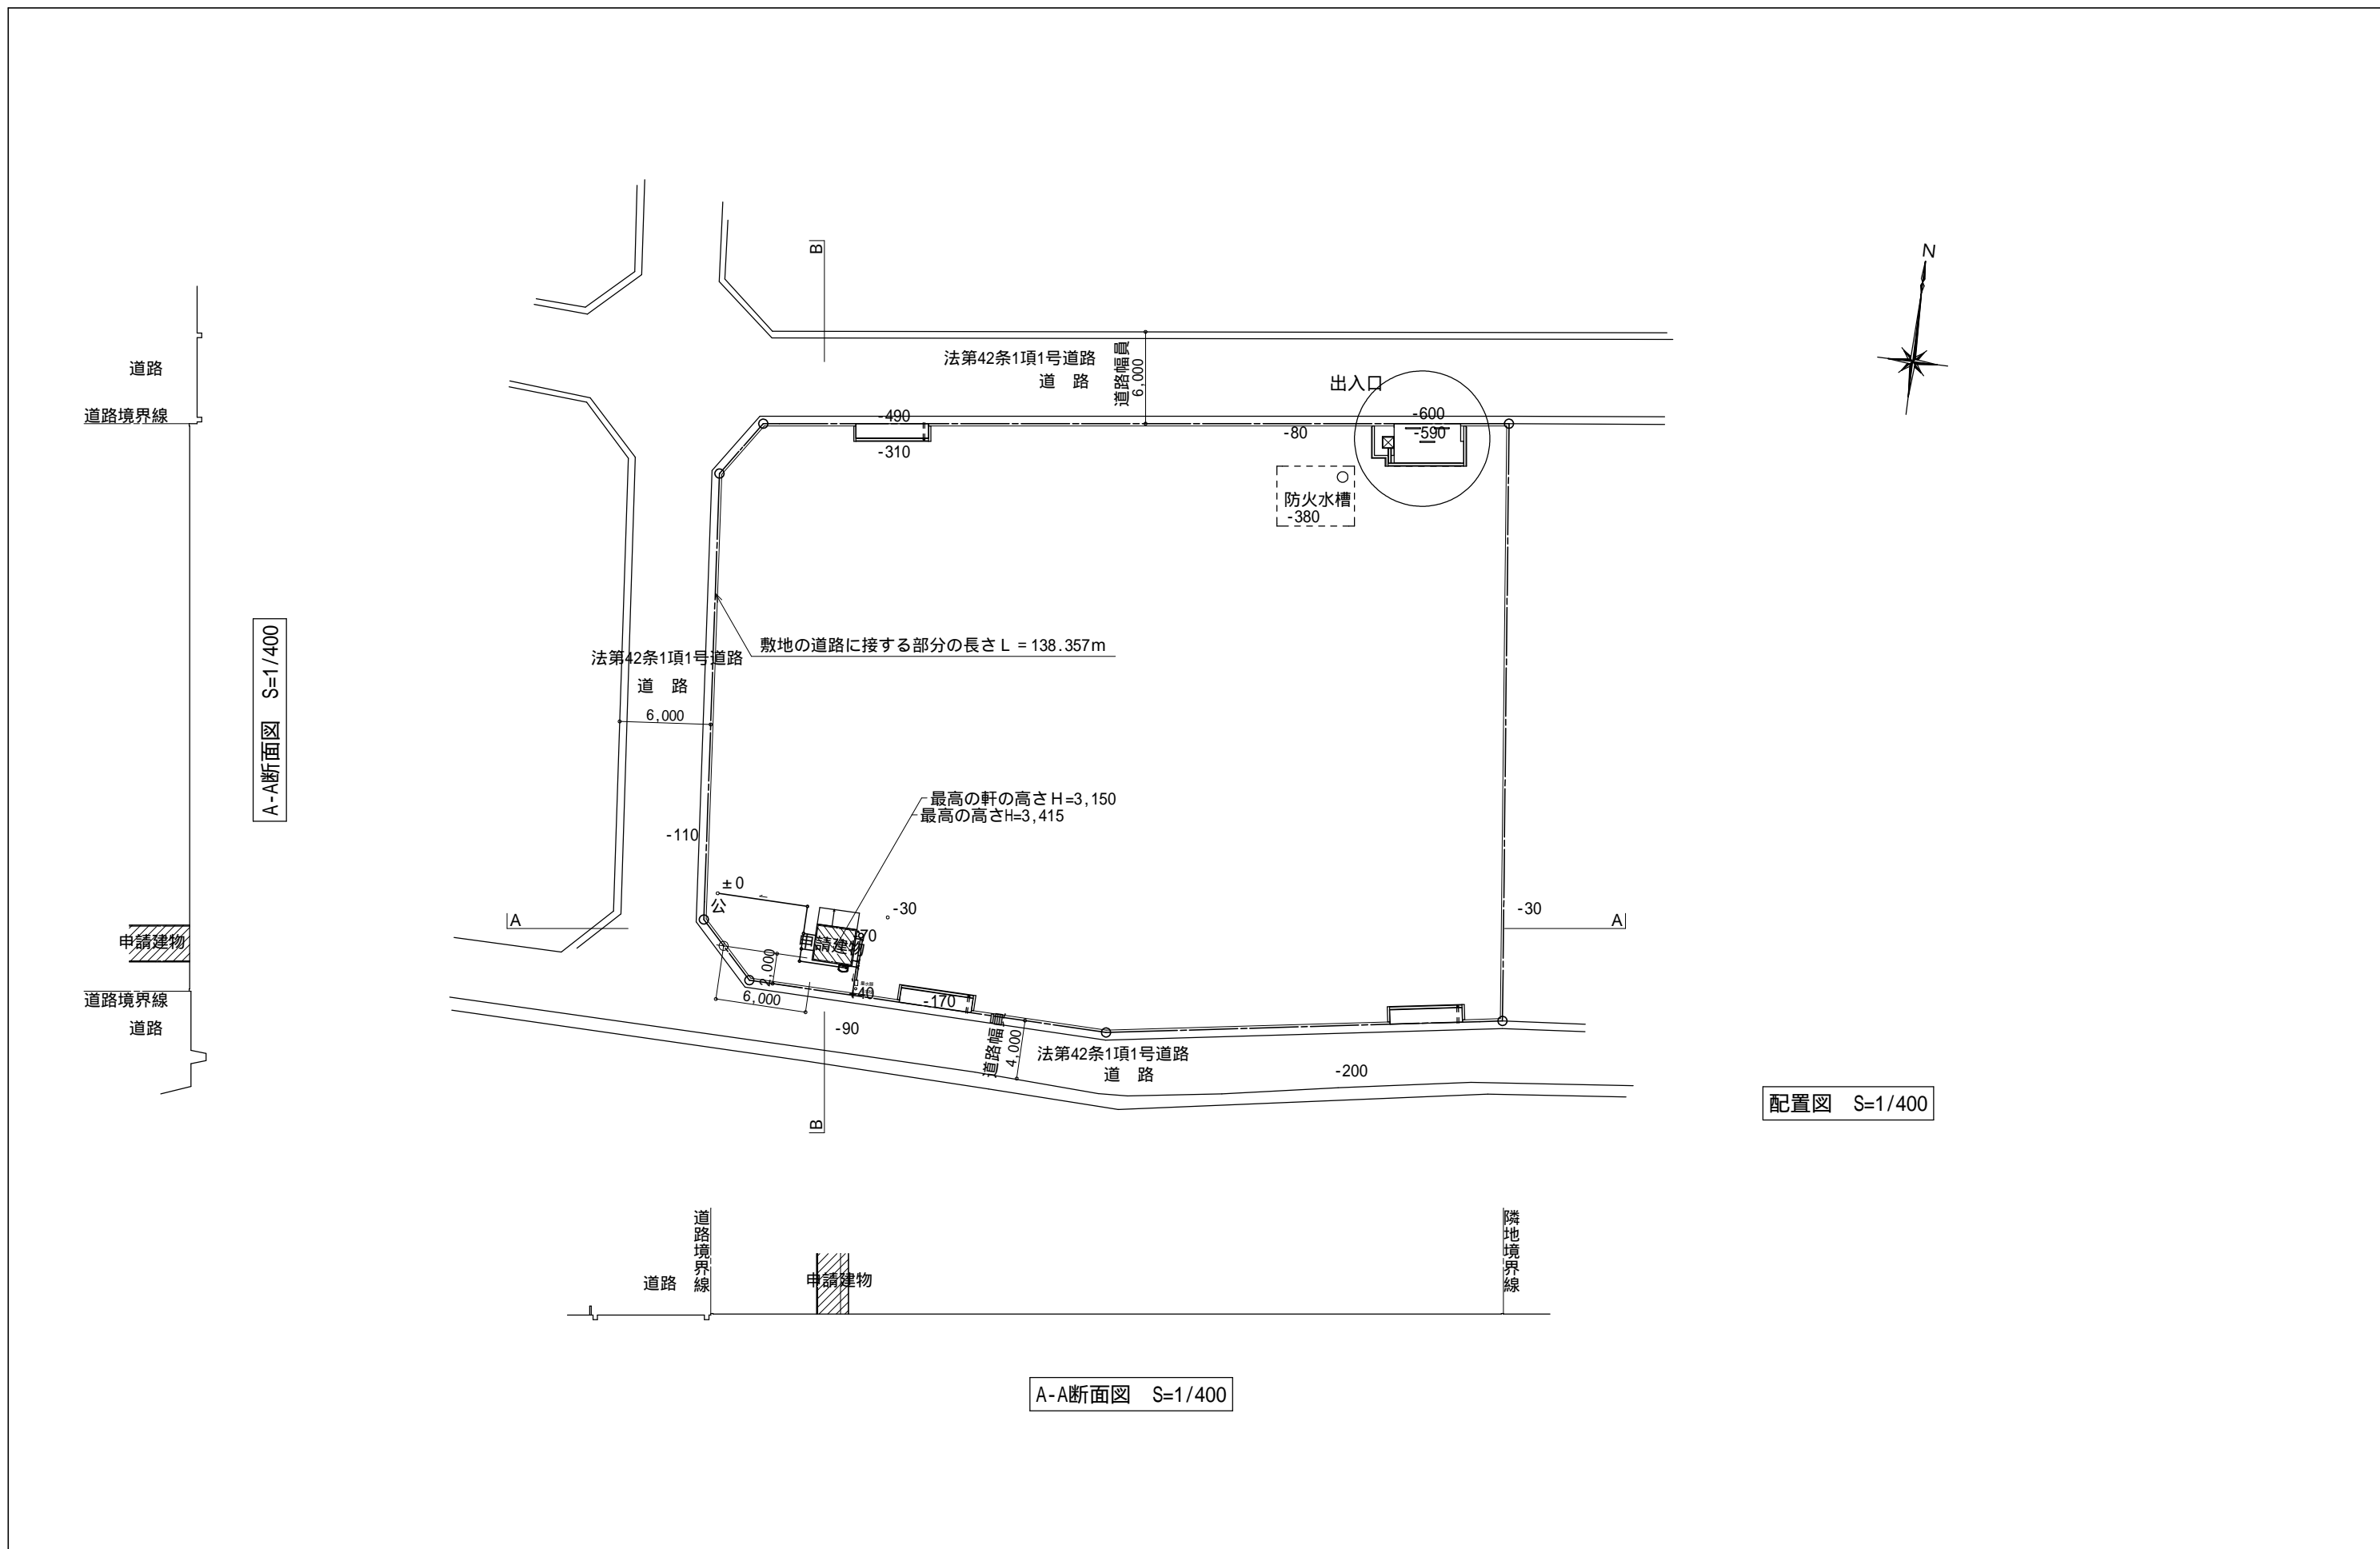 B
N
法第42条1項1号道路
道　路
道路幅員
6,000
出入口
道路
道路境界線
-490
-310
-80
-600
-590
防火水槽
-380
A-A断面図　S=1/400
敷地の道路に接する部分の長さＬ＝138.357m
法第42条1項1号道路
道　路
6,000
最高の軒の高さＨ=3,150
最高の高さH=3,415
-110
±0
公
-30
-30
A
A
申請建物
申請建物
2,000
6,000
-40
-170
-90
道路幅員
4,000
法第42条1項1号道路
道　路
-200
道路境界線
道路
B
配置図　S=1/400
道路境界線
隣地境界線
道路
申請建物
A-A断面図　S=1/400